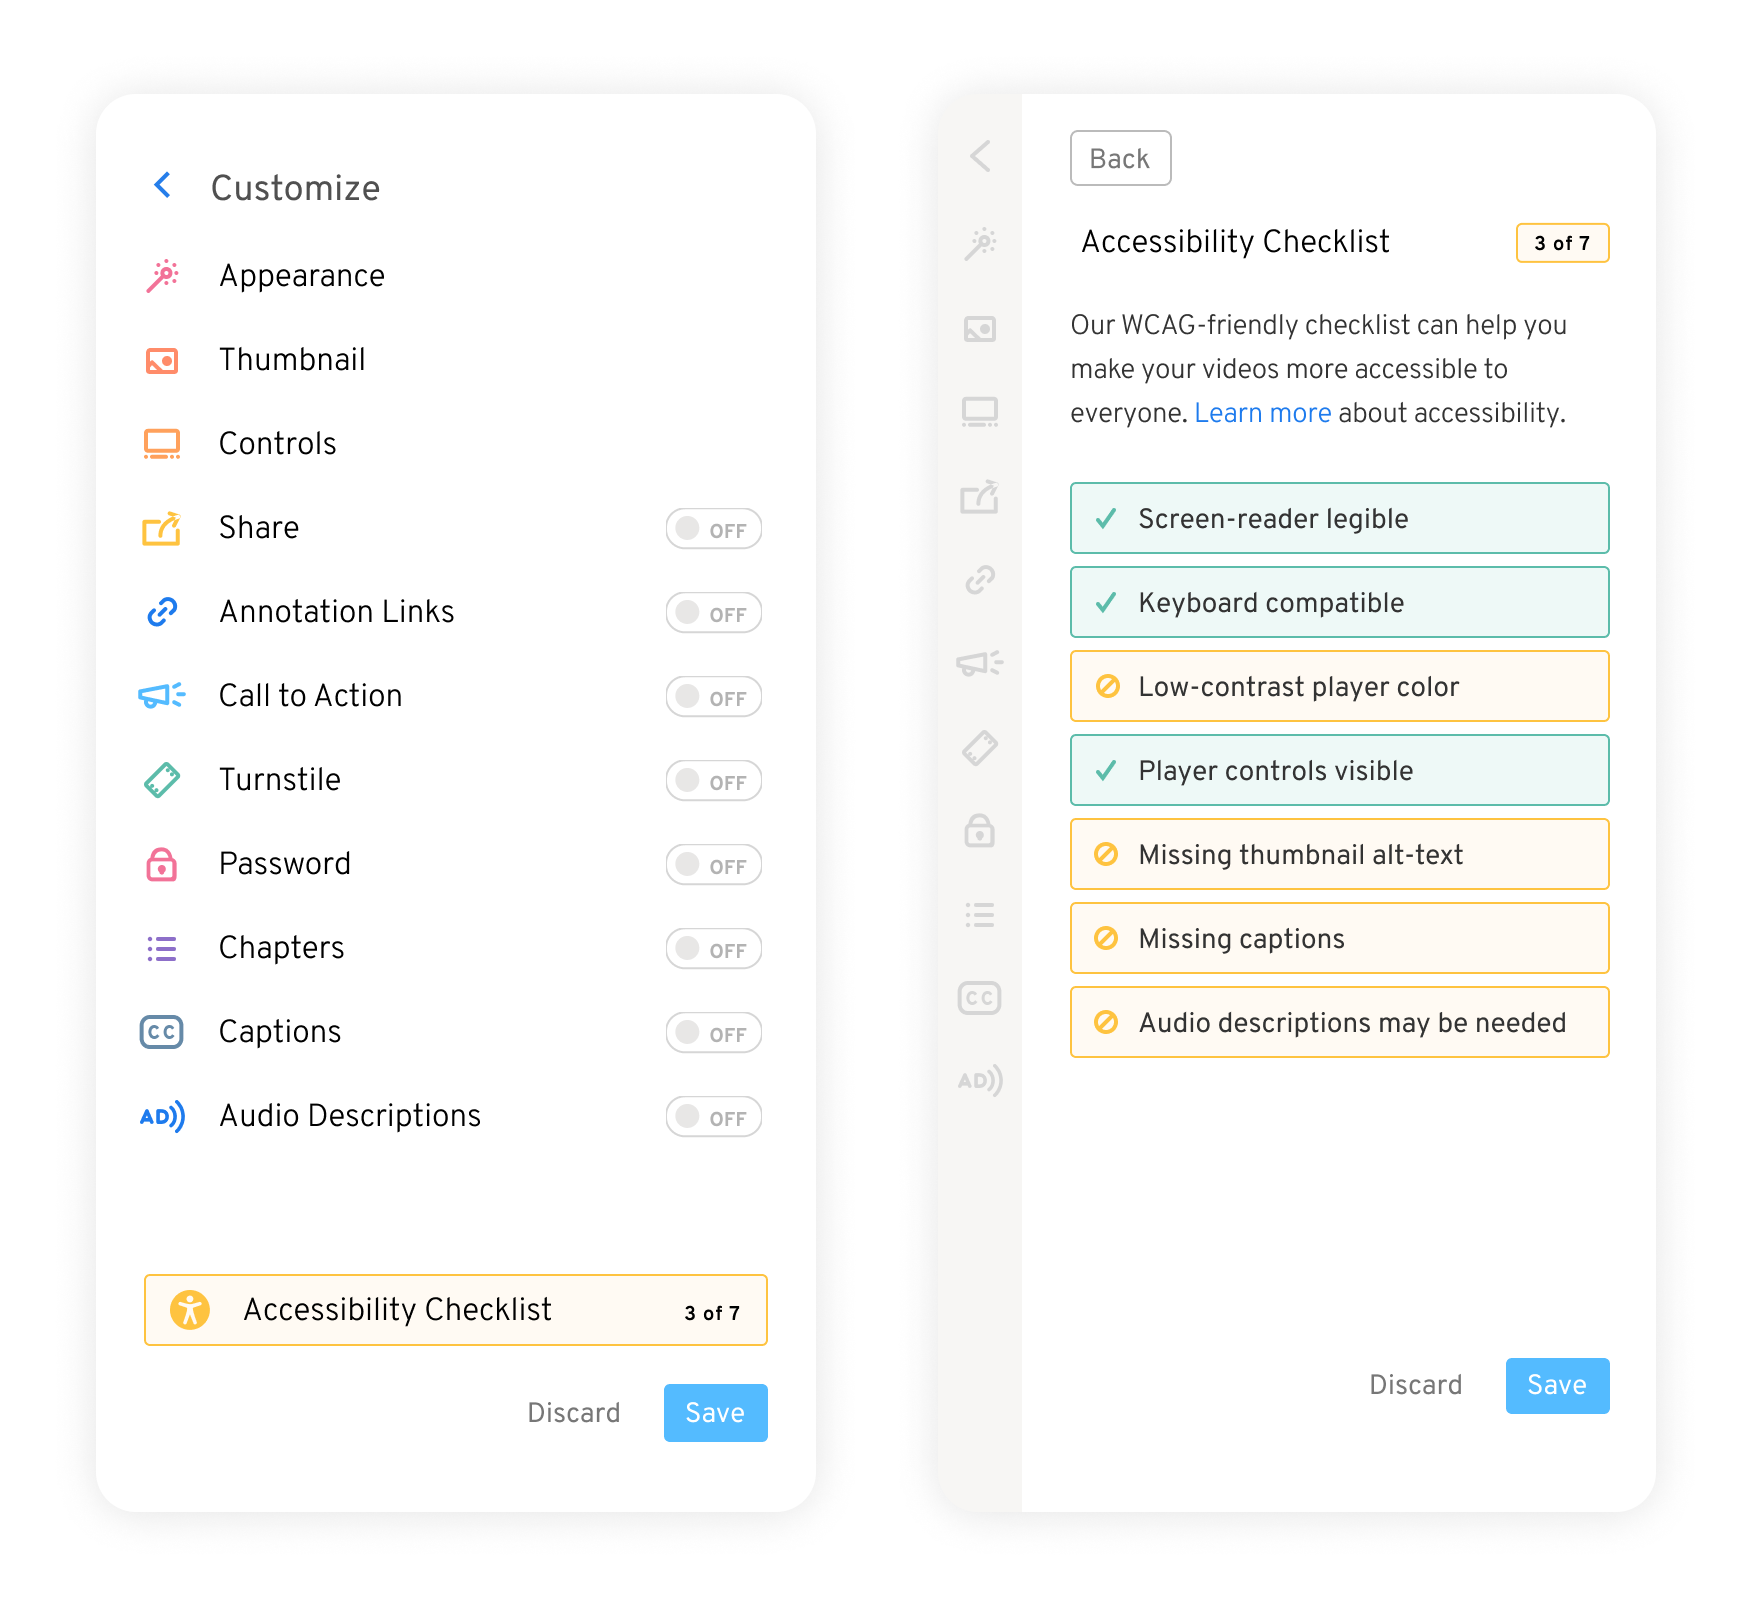 Customize
Appearance
Thumbnail
Controls
Share OFF
Annotation Links OFF
Call to Action OFF
Turnstile OFF
Password OFF
Chapters OFF
CC Captions OFF
AD Audio Descriptions OFF
Accessibility Checklist 3 of 7
Discard Save
Back
Accessibility Checklist 3 of 7
Our WCAG-friendly checklist can help you
make your videos more accessible to
everyone. Learn more about accessibility.
Screen-reader legible
Keyboard compatible
Low-contrast player color
Player controls visible
Missing thumbnail alt-text
Missing captions
Audio descriptions may be needed
CC
AD
Discard Save